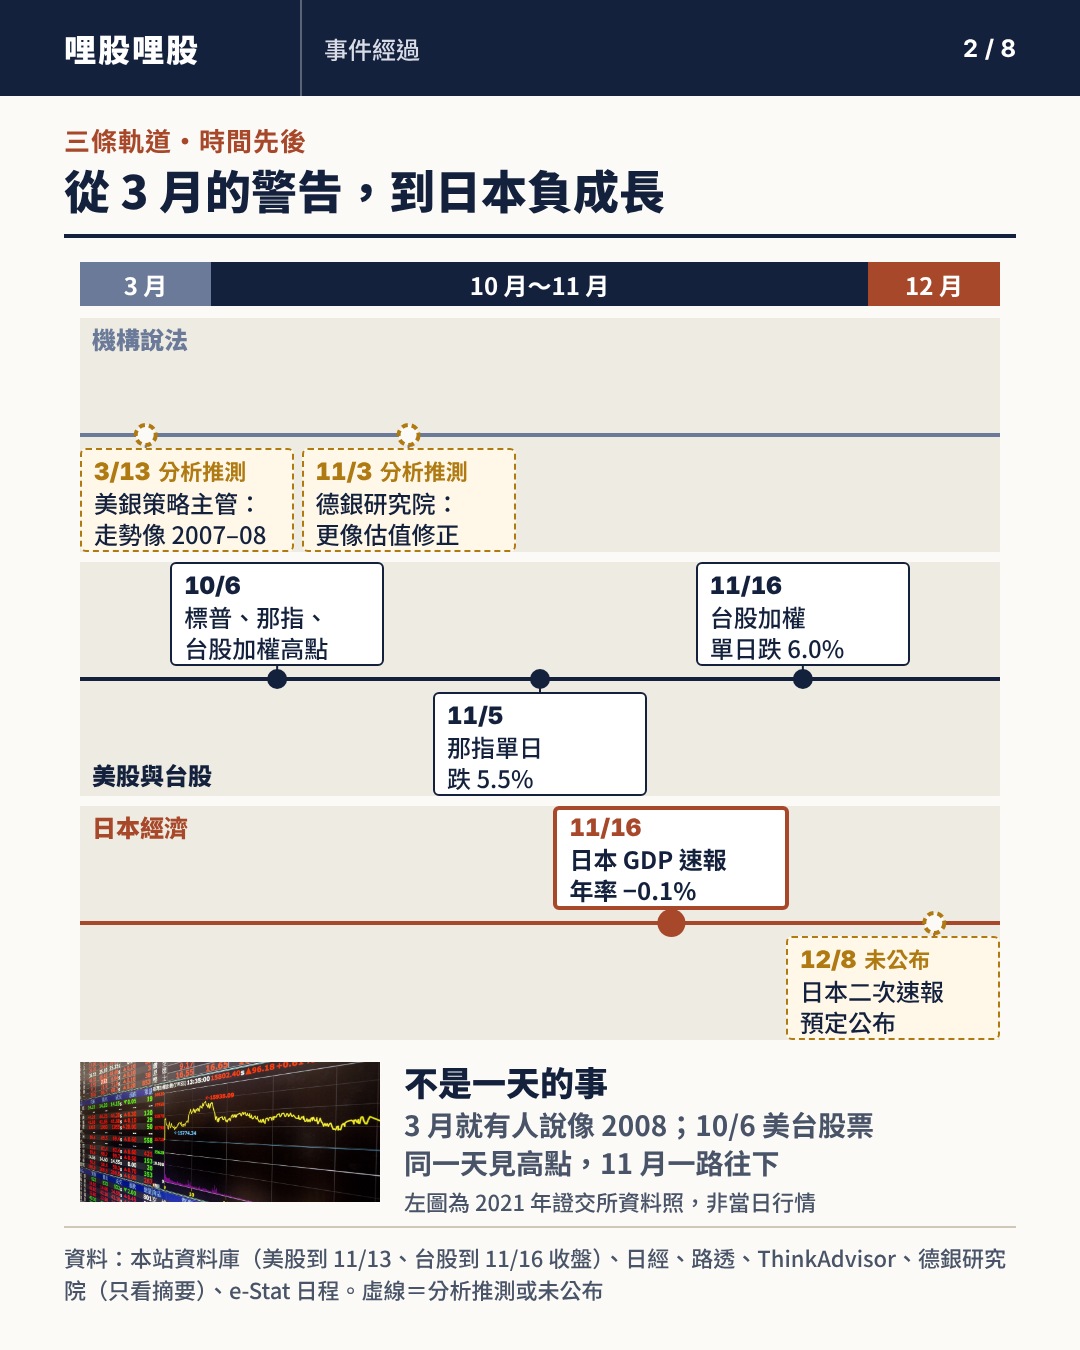 哩股哩股
事件經過
2 / 8
三條軌道・時間先後
從 3 月的警告，到日本負成長
3 月
10 月～11 月
12 月
機構說法
3/13 分析推測
美銀策略主管：
走勢像 2007–08
11/3 分析推測
德銀研究院：
更像估值修正
10/6
標普、那指、
台股加權高點
11/16
台股加權
單日跌 6.0%
11/5
那指單日
跌 5.5%
美股與台股
日本經濟
11/16
日本 GDP 速報
年率 −0.1%
12/8 未公布
日本二次速報
預定公布
不是一天的事
3 月就有人說像 2008；10/6 美台股票
同一天見高點，11 月一路往下
左圖為 2021 年證交所資料照，非當日行情
資料：本站資料庫（美股到 11/13、台股到 11/16 收盤）、日經、路透、ThinkAdvisor、德銀研究
院（只看摘要）、e-Stat 日程。虛線＝分析推測或未公布